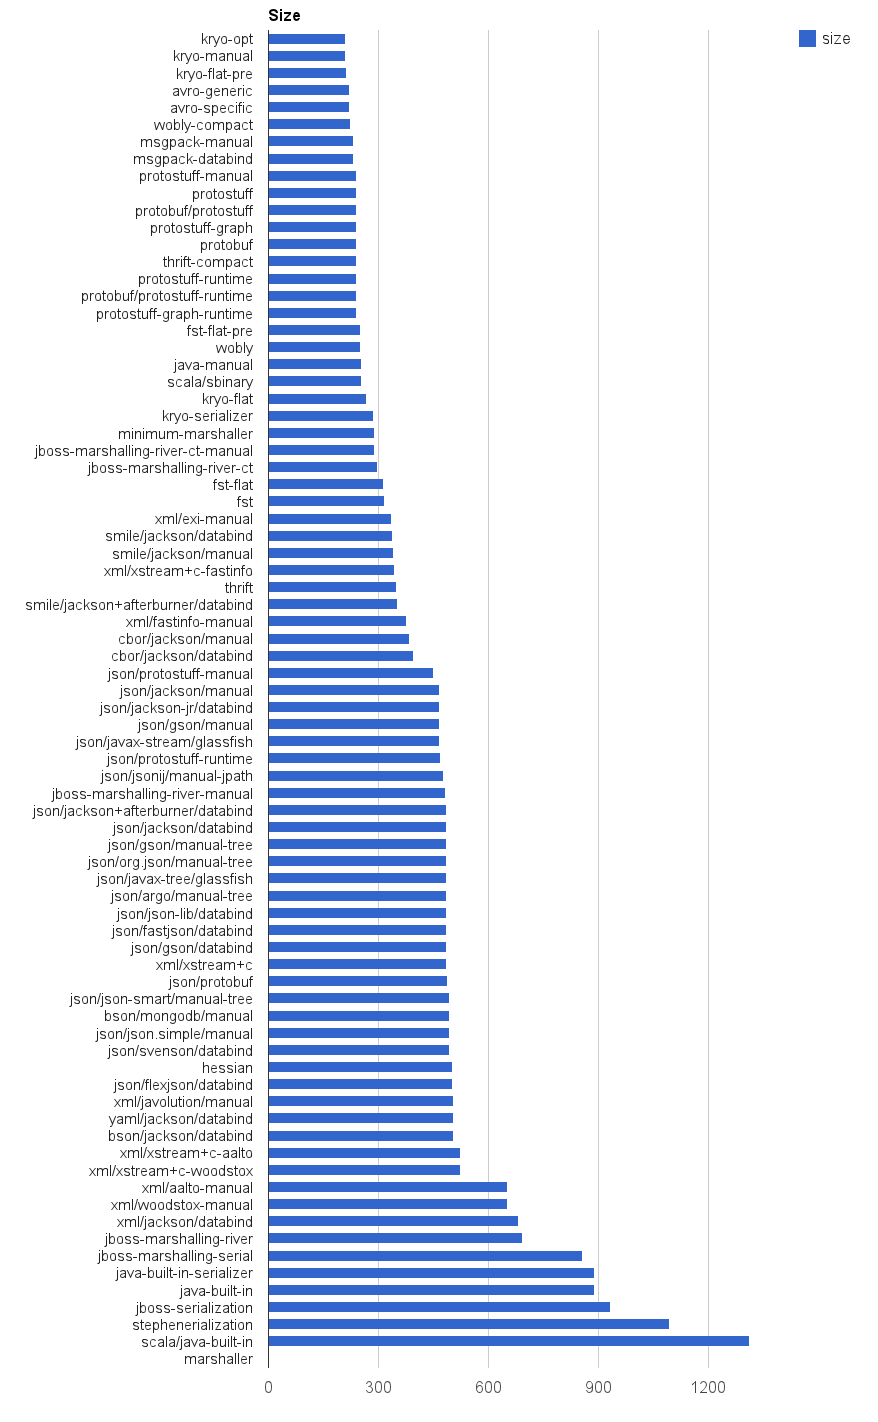 Size
size
kryo-opt
kryo-manual
kryo-flat-pre
avro-generic
avro-specific
wobly-compact
msgpack-manual
msgpack-databind
protostuff-manual
protostuff
protobuf/protostuff
protostuff-graph
protobuf
thrift-compact
protostuff-runtime
protobuf/protostuff-runtime
protostuff-graph-runtime
fst-flat-pre
wobly
java-manual
scala/sbinary
kryo-flat
kryo-serializer
minimum-marshaller
jboss-marshalling-river-ct-manual
jboss-marshalling-river-ct
fst-flat
fst
xml/exi-manual
smile/jackson/databind
smile/jackson/manual
xml/xstream+c-fastinfo
thrift
smile/jackson+afterburner/databind
xml/fastinfo-manual
cbor/jackson/manual
cbor/jackson/databind
json/protostuff-manual
json/jackson/manual
json/jackson-jr/databind
json/gson/manual
json/javax-stream/glassfish
json/protostuff-runtime
json/jsonij/manual-jpath
jboss-marshalling-river-manual
json/jackson+afterburner/databind
json/jackson/databind
json/gson/manual-tree
json/org.json/manual-tree
json/javax-tree/glassfish
json/argo/manual-tree
json/json-lib/databind
json/fastjson/databind
json/gson/databind
xml/xstream+c
json/protobuf
json/json-smart/manual-tree
bson/mongodb/manual
json/json.simple/manual
json/svenson/databind
hessian
json/flexjson/databind
xml/javolution/manual
yaml/jackson/databind
bson/jackson/databind
xml/xstream+c-aalto
xml/xstream+c-woodstox
xml/aalto-manual
xml/woodstox-manual
xml/jackson/databind
jboss-marshalling-river
jboss-marshalling-serial
java-built-in-serializer
java-built-in
jboss-serialization
stephenerialization
scala/java-built-in
marshaller
0 300 600 900 1200